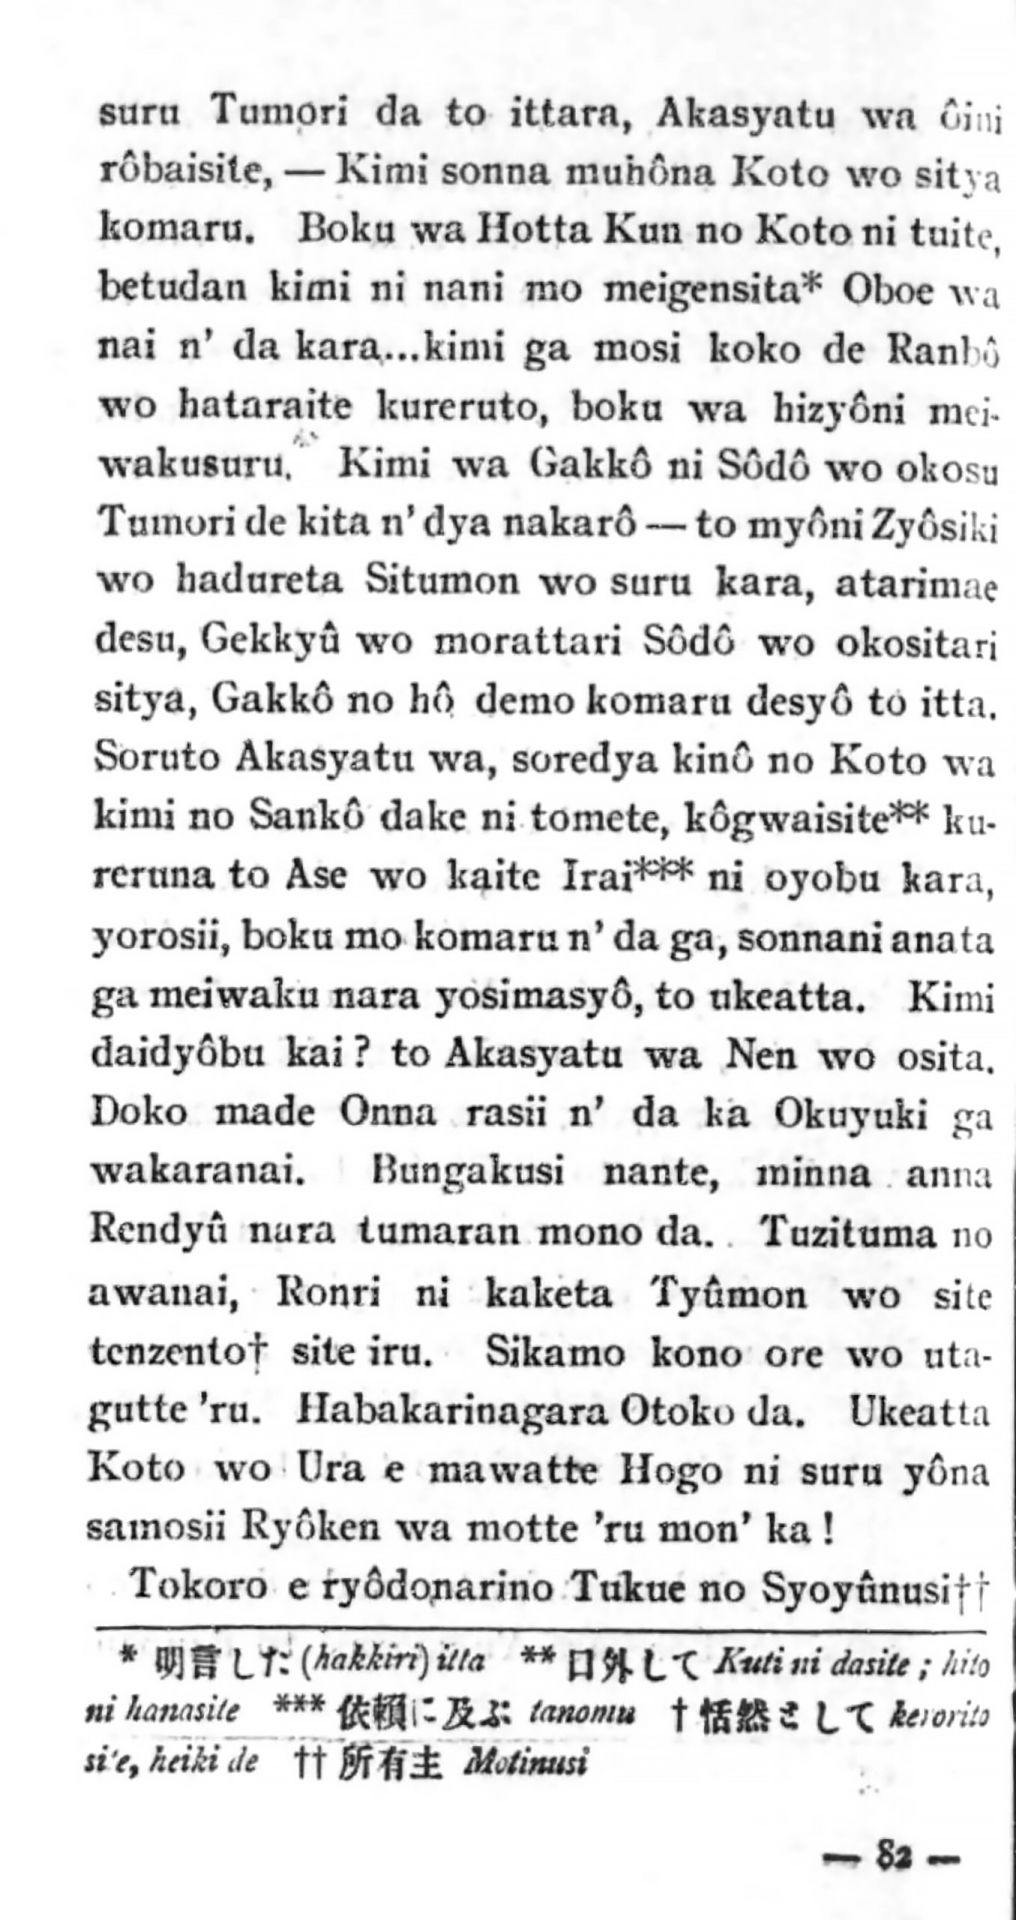 suru Tumori da to ittara, Akasyatu wa ôini
rôbaisite, — Kimi sonna muhôna Koto wo sitya
komaru. Boku wa Hotta Kun no Koto ni tuite,
betudan kimi ni nani mo meigensita* Oboe wa
nai n' da kara...kimi ga mosi koko de Ranbô
wo hataraite kureruto, boku wa hizyôni mei-
wakusuru. Kimi wa Gakkô ni Sôdô wo okosu
Tumori de kita n' dya nakarô — to myôni Zyôsiki
wo hadureta Situmon wo suru kara, atarimae
desu, Gekkyû wo morattari Sôdô wo okositari
sitya, Gakkô no hô demo komaru desyô to itta.
Soruto Akasyatu wa, soredya kinô no Koto wa
kimi no Sankô dake ni tomete, kôgwaisite** ku-
reruna to Ase wo kaite Irai*** ni oyobu kara,
yorosii, boku mo komaru n' da ga, sonnani anata
ga meiwaku nara yosimasyô, to ukeatta. Kimi
daidyôbu kai? to Akasyatu wa Nen wo osita.
Doko made Onna rasii n' da ka Okuyuki ga
wakaranai. Bungakusi nante, minna anna
Rendyû nara tumaran mono da. Tuzituma no
awanai, Ronri ni kaketa Tyûmon wo site
tenzento† site iru. Sikamo kono ore wo uta-
gutte 'ru. Habakarinagara Otoko da. Ukeatta
Koto wo Ura e mawatte Hogo ni suru yôna
samosii Ryôken wa motte 'ru mon' ka!
Tokoro e ryôdonarino Tukue no Syoyûnusi††
* 明言した (hakkiri) itta ** 口外して Kuti ni dasite; hito
ni hanasite *** 依頼に及ぶ tanomu † 恬然として kerorito
site, heiki de †† 所有主 Motinusi
— 82 —